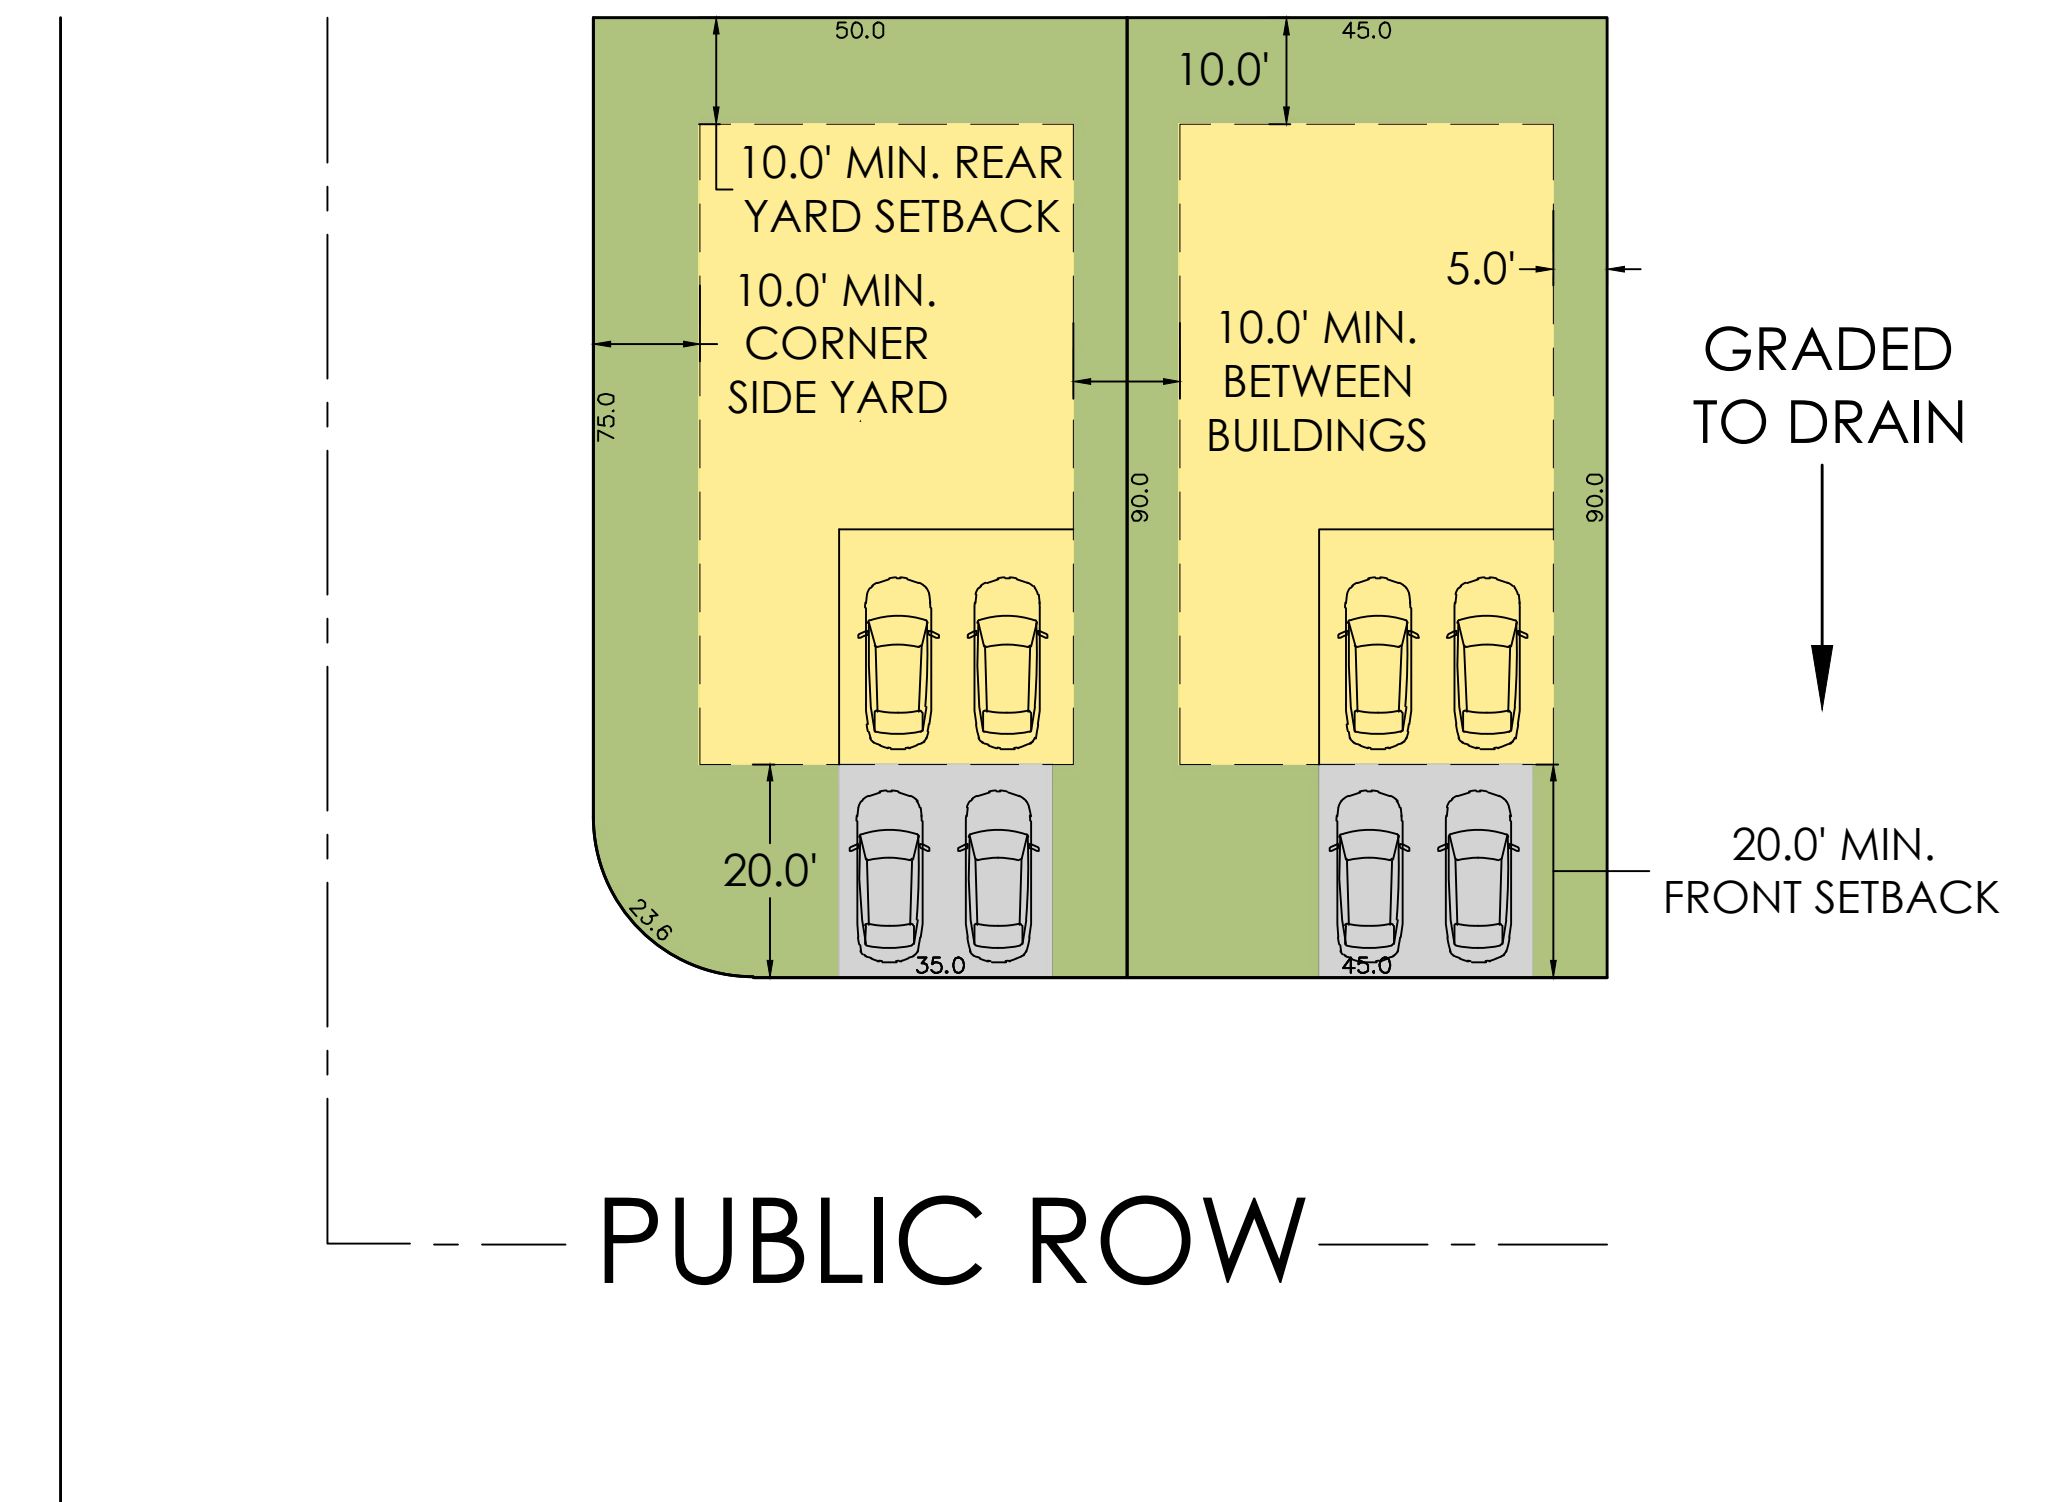 50.0
45.0
10.0'
10.0' MIN. REAR
YARD SETBACK
5.0'
10.0' MIN.
CORNER
SIDE YARD
10.0' MIN.
BETWEEN
BUILDINGS
GRADED
TO DRAIN
75.0
90.0
90.0
20.0'
20.0' MIN.
FRONT SETBACK
23.6
35.0
45.0
PUBLIC ROW